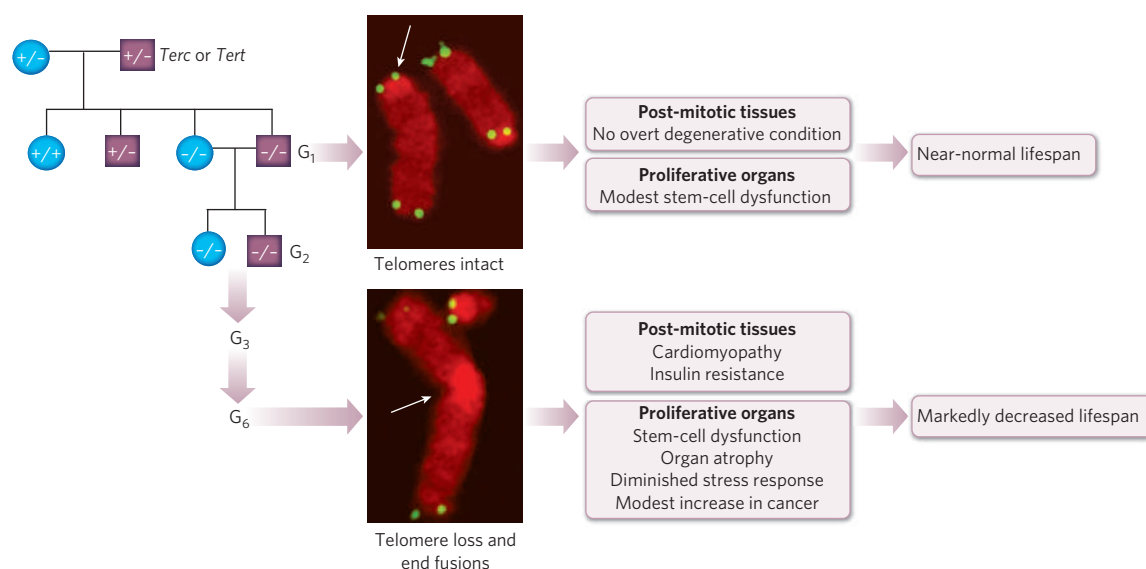 +/-
+/-
Terc or Tert
+/+
+/-
-/-
-/-
G1
-/-
-/-
G2
G3
G6
Telomeres intact
Post-mitotic tissues
No overt degenerative condition
Proliferative organs
Modest stem-cell dysfunction
Near-normal lifespan
Telomere loss and
end fusions
Post-mitotic tissues
Cardiomyopathy
Insulin resistance
Proliferative organs
Stem-cell dysfunction
Organ atrophy
Diminished stress response
Modest increase in cancer
Markedly decreased lifespan